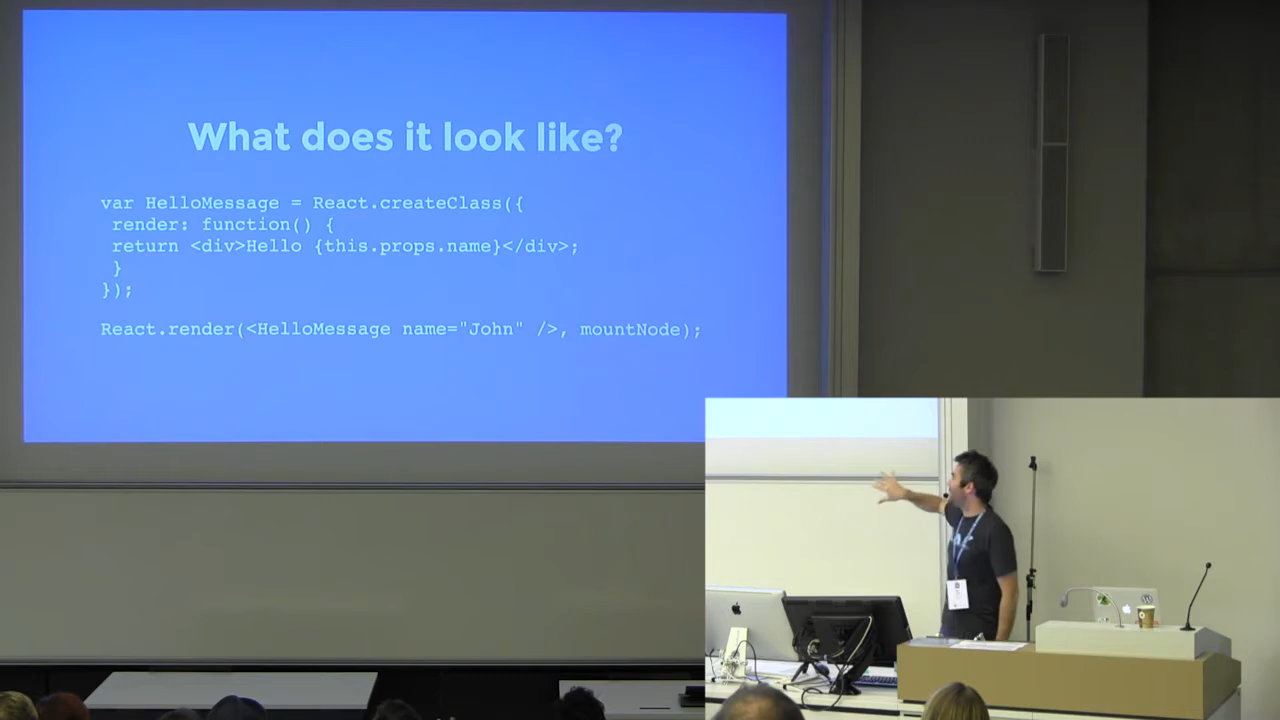 What does it look like?
var HelloMessage = React.createClass({
render: function() {
return <div>Hello {this.props.name}</div>;
}
});
React.render(<HelloMessage name="John" />, mountNode);